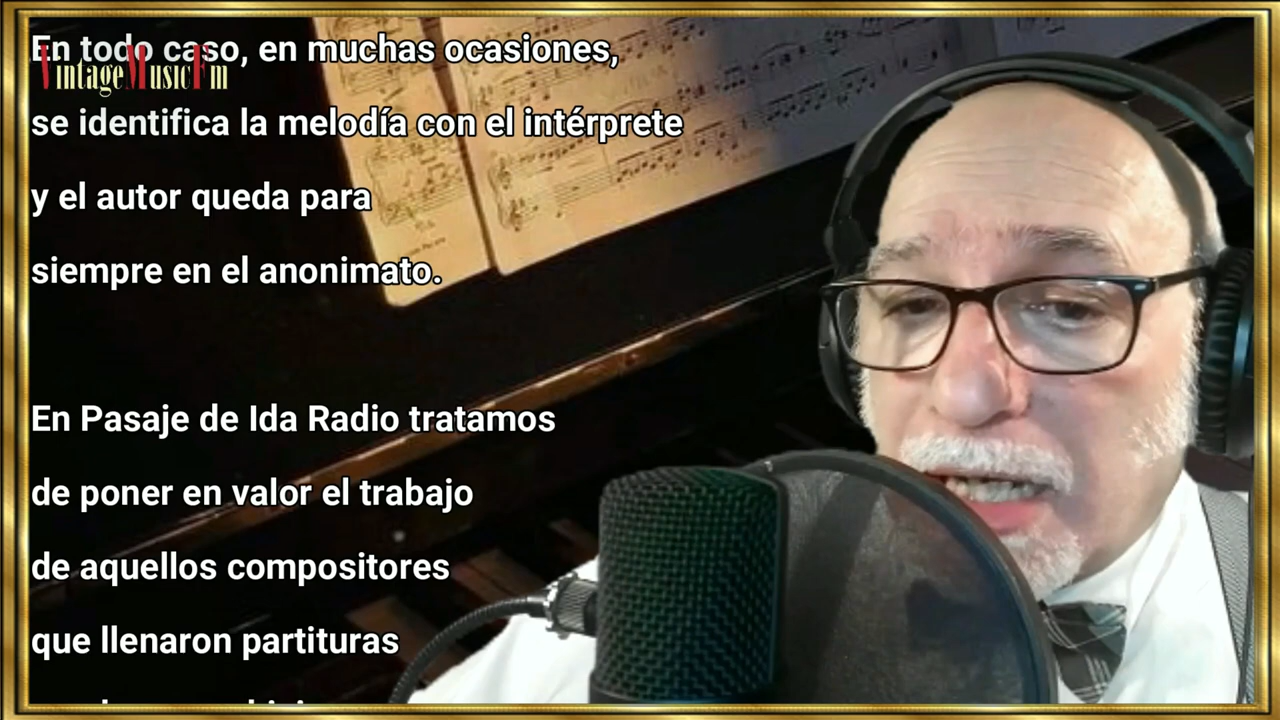 En todo caso, en muchas ocasiones,
VintageMusicFm
se identifica la melodía con el intérprete
y el autor queda para
siempre en el anonimato.
En Pasaje de Ida Radio tratamos
de poner en valor el trabajo
de aquellos compositores
que llenaron partituras